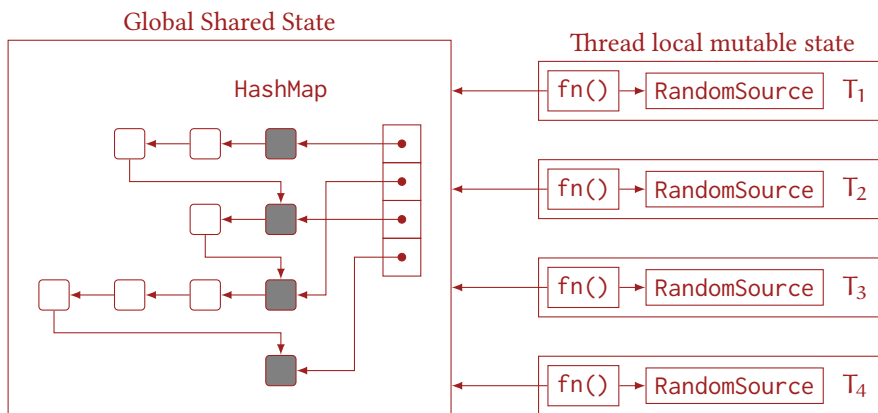 Global Shared State
HashMap
Thread local mutable state
fn() RandomSource T1
fn() RandomSource T2
fn() RandomSource T3
fn() RandomSource T4